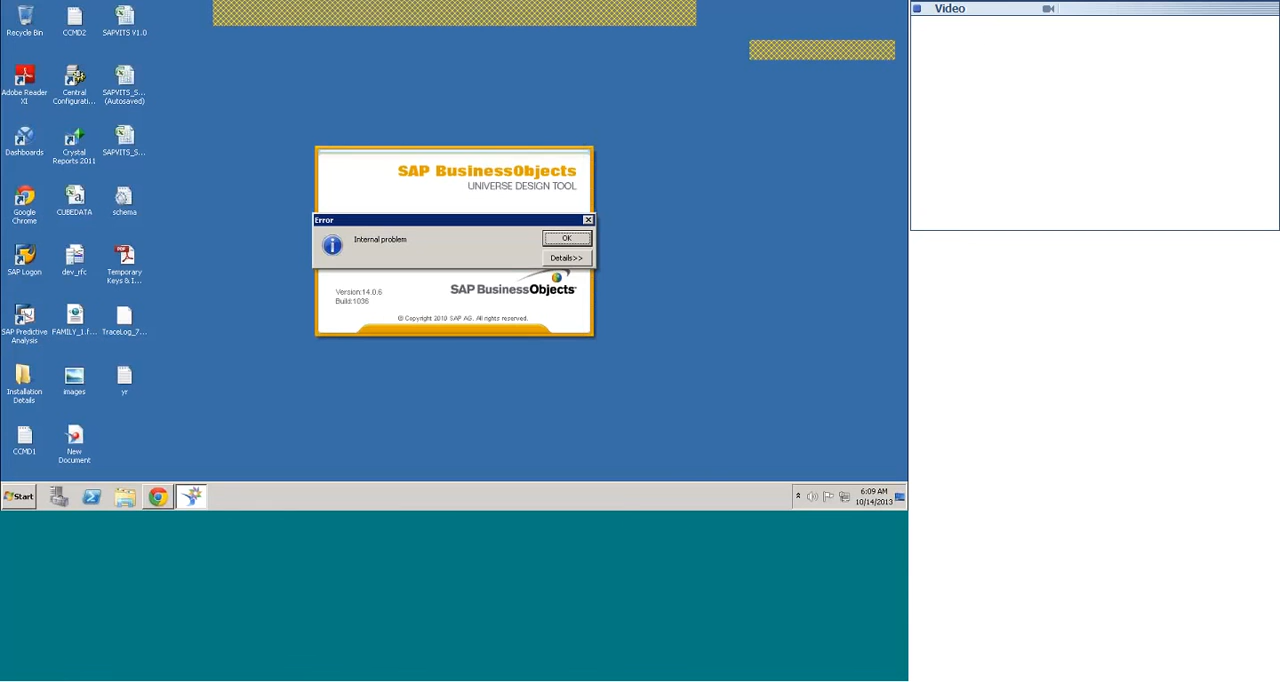 Recycle Bin
CCMD2
SAPVITS V1.0
Adobe Reader
XI
Central
Configurati...
SAPVITS_S...
(Autosaved)
Dashboards
Crystal
Reports 2011
SAPVITS_S...
Google
Chrome
CUBEDATA
schema
SAP Logon
dev_rfc
Temporary
Keys & I...
SAP Predictive
Analysis
FAMILY_1.f...
TraceLog_7...
Installation
Details
images
yr
CCMD1
New
Document
SAP BusinessObjects
UNIVERSE DESIGN TOOL
Error
Internal problem
OK
Details>>
Version:14.0.6
Build:1036
SAP BusinessObjects
© Copyright 2010 SAP AG. All rights reserved.
Start
6:09 AM
10/14/2013
Video